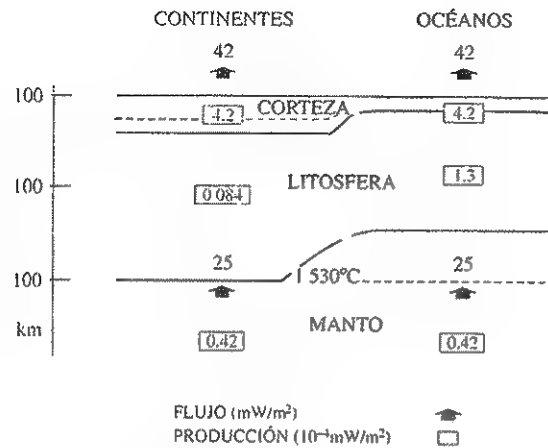 CONTINENTES OCÉANOS
42 42
100
4.2 CORTEZA 4.2
100 LITOSFERA 1.3
0.084
25 25
100 1 530°C
km MANTO
0.42 0.42
FLUJO (mW/m²)
PRODUCCIÓN (10⁻⁴mW/m²)